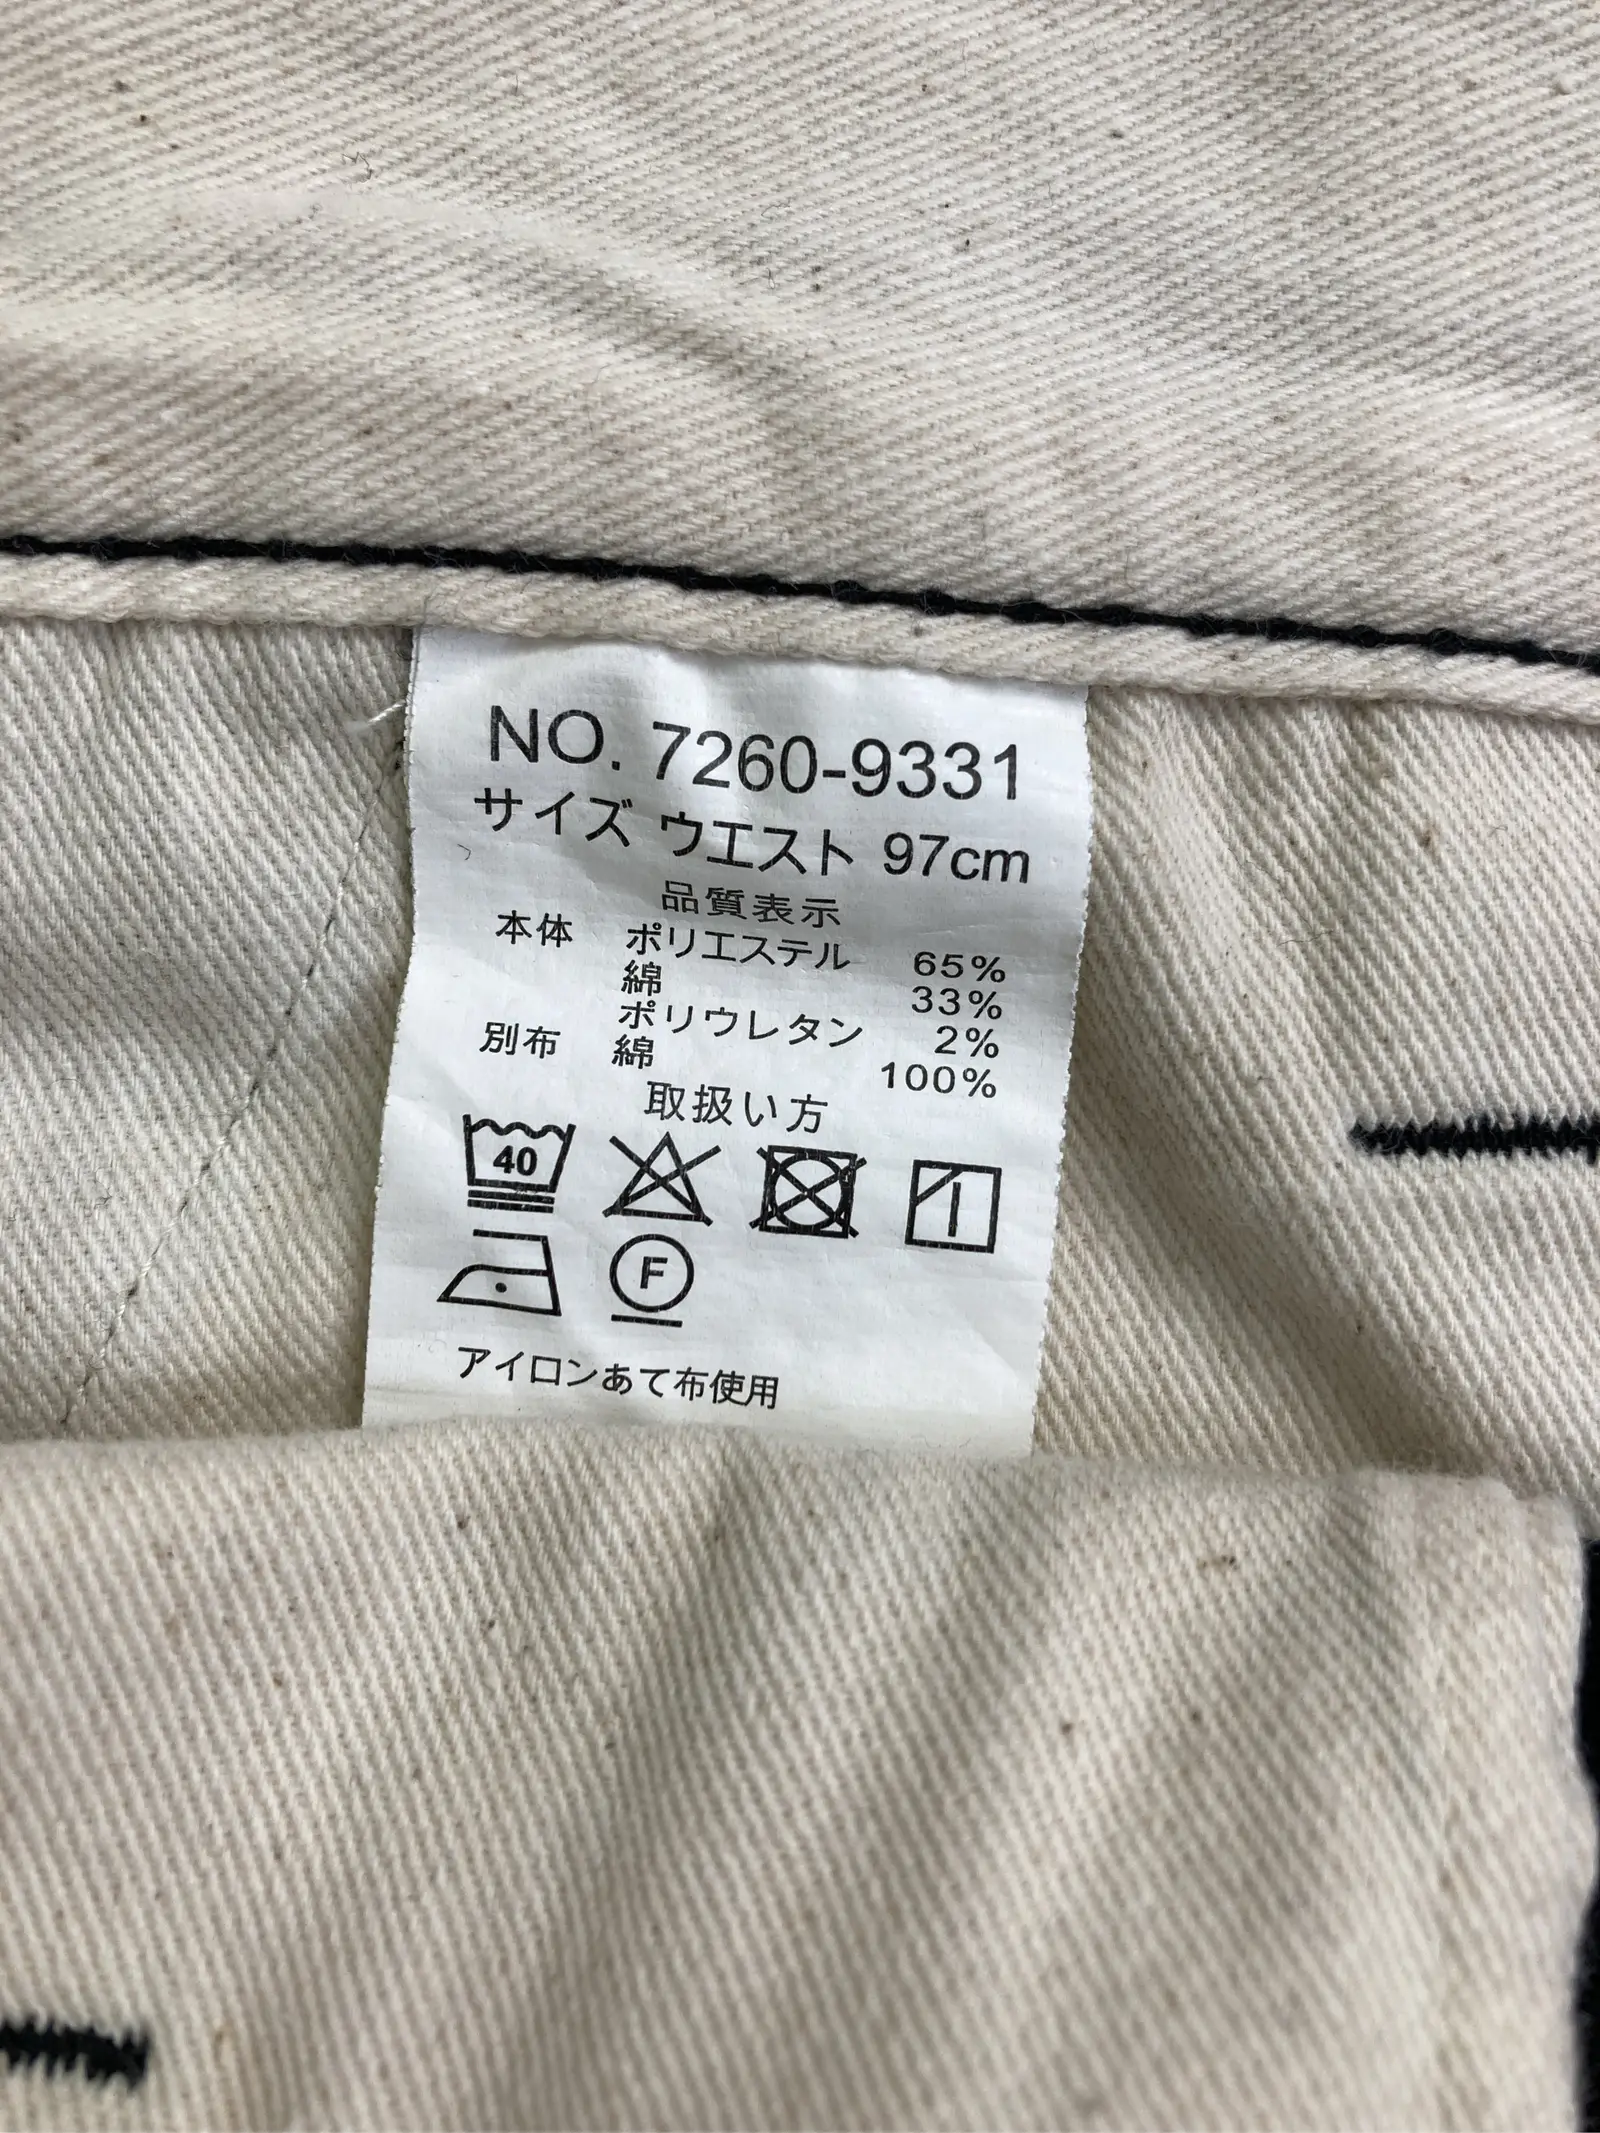 NO. 7260-9331
サイズ ウエスト 97cm
品質表示
本体 ポリエステル 65%
綿 33%
ポリウレタン 2%
別布 綿 100%
取扱い方
40
F
アイロンあて布使用